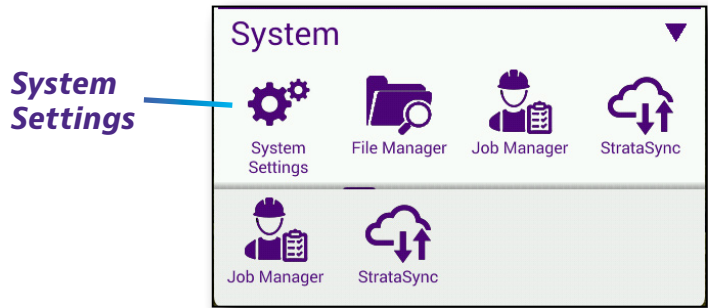 System
System
Settings
System
Settings
File Manager
Job Manager
StrataSync
Job Manager
StrataSync